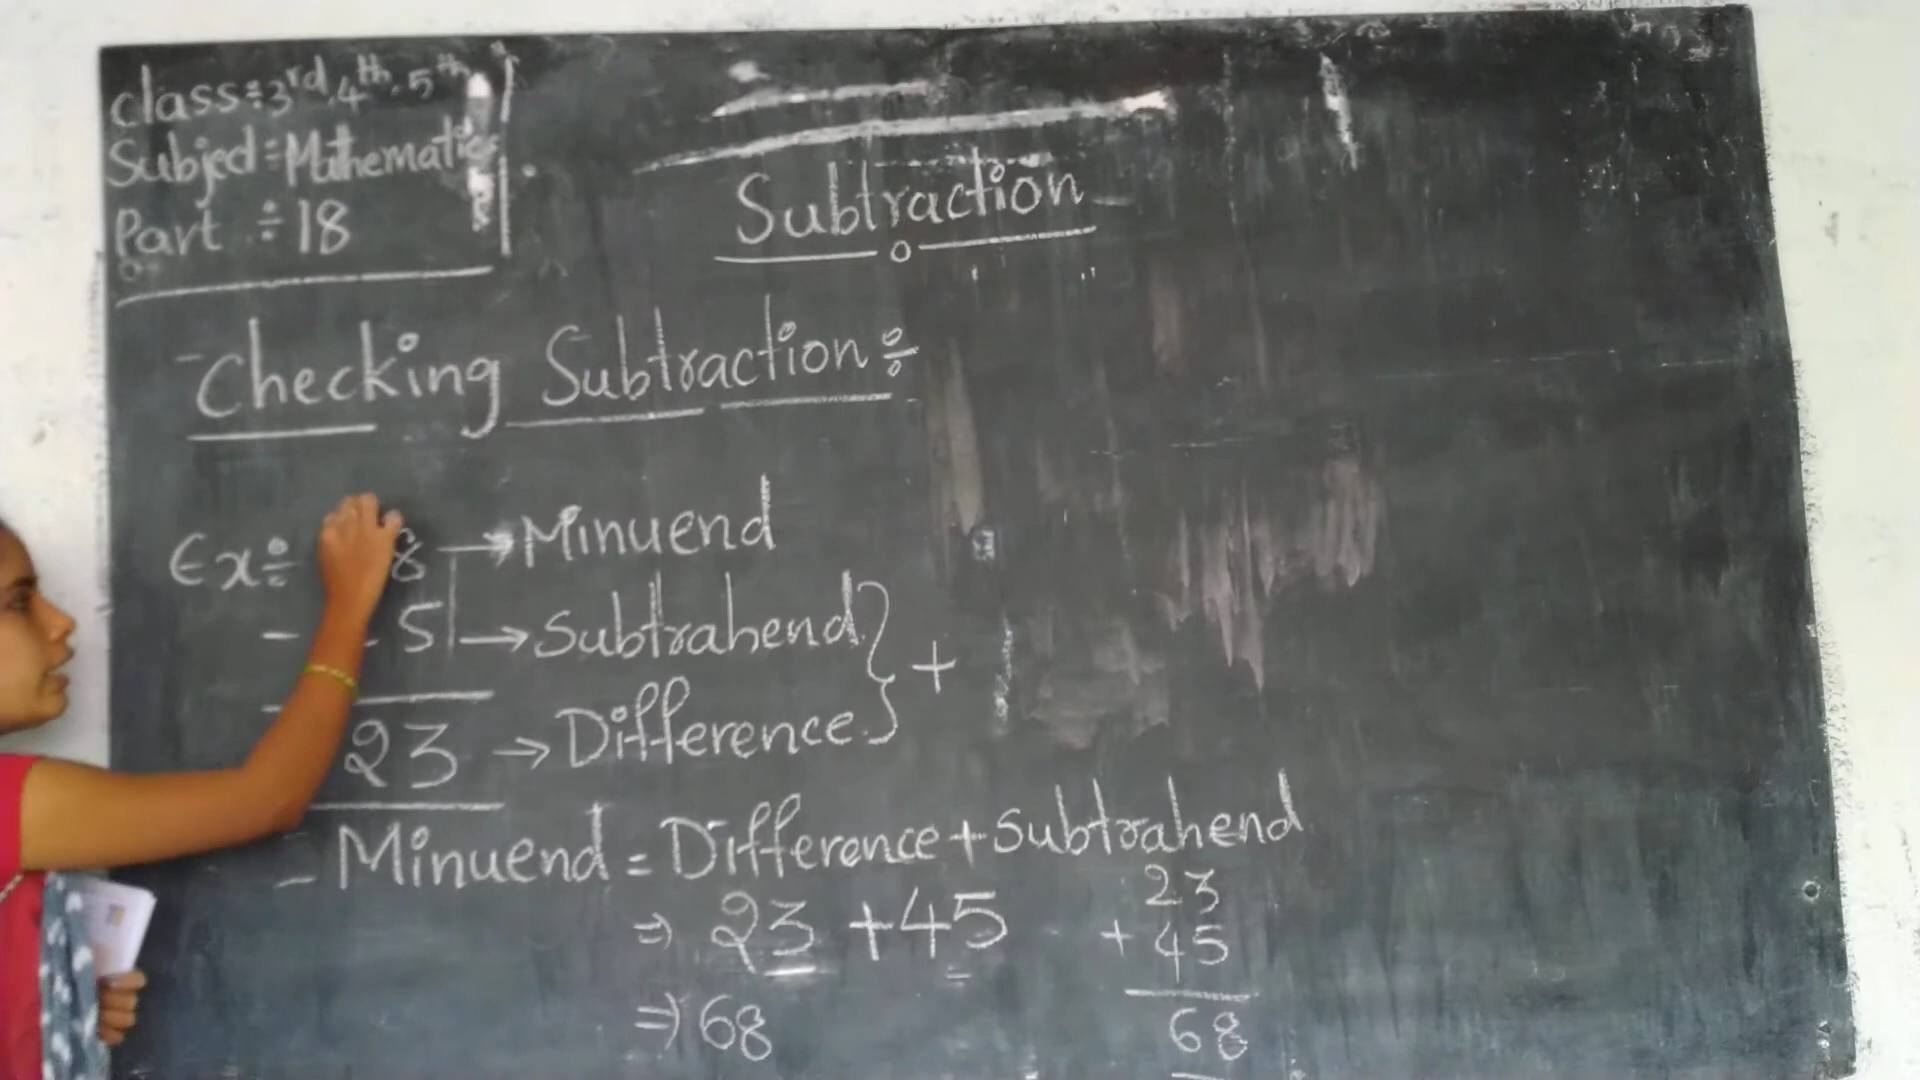 Class ÷ 3rd, 4th, 5th
Subject ÷ Mathematics
Part ÷ 18
Subtraction
Checking Subtraction ÷
Ex ÷ 8 → Minuend
- 5 → Subtrahend
23 → Difference } +
- Minuend = Difference + Subtrahend
⇒ 23 + 45
⇒ 68
23
+ 45
68